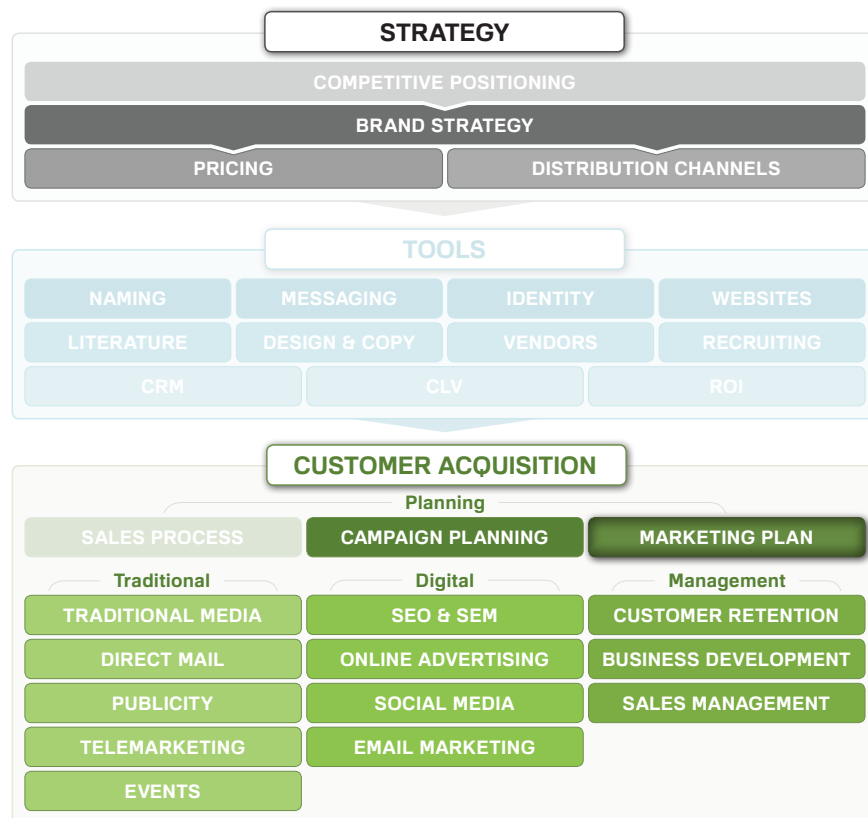 STRATEGY
COMPETITIVE POSITIONING
BRAND STRATEGY
PRICING DISTRIBUTION CHANNELS
TOOLS
NAMING MESSAGING IDENTITY WEBSITES
LITERATURE DESIGN & COPY VENDORS RECRUITING
CRM CLV ROI
CUSTOMER ACQUISITION
Planning
SALES PROCESS CAMPAIGN PLANNING MARKETING PLAN
Traditional Digital Management
TRADITIONAL MEDIA SEO & SEM CUSTOMER RETENTION
DIRECT MAIL ONLINE ADVERTISING BUSINESS DEVELOPMENT
PUBLICITY SOCIAL MEDIA SALES MANAGEMENT
TELEMARKETING EMAIL MARKETING
EVENTS